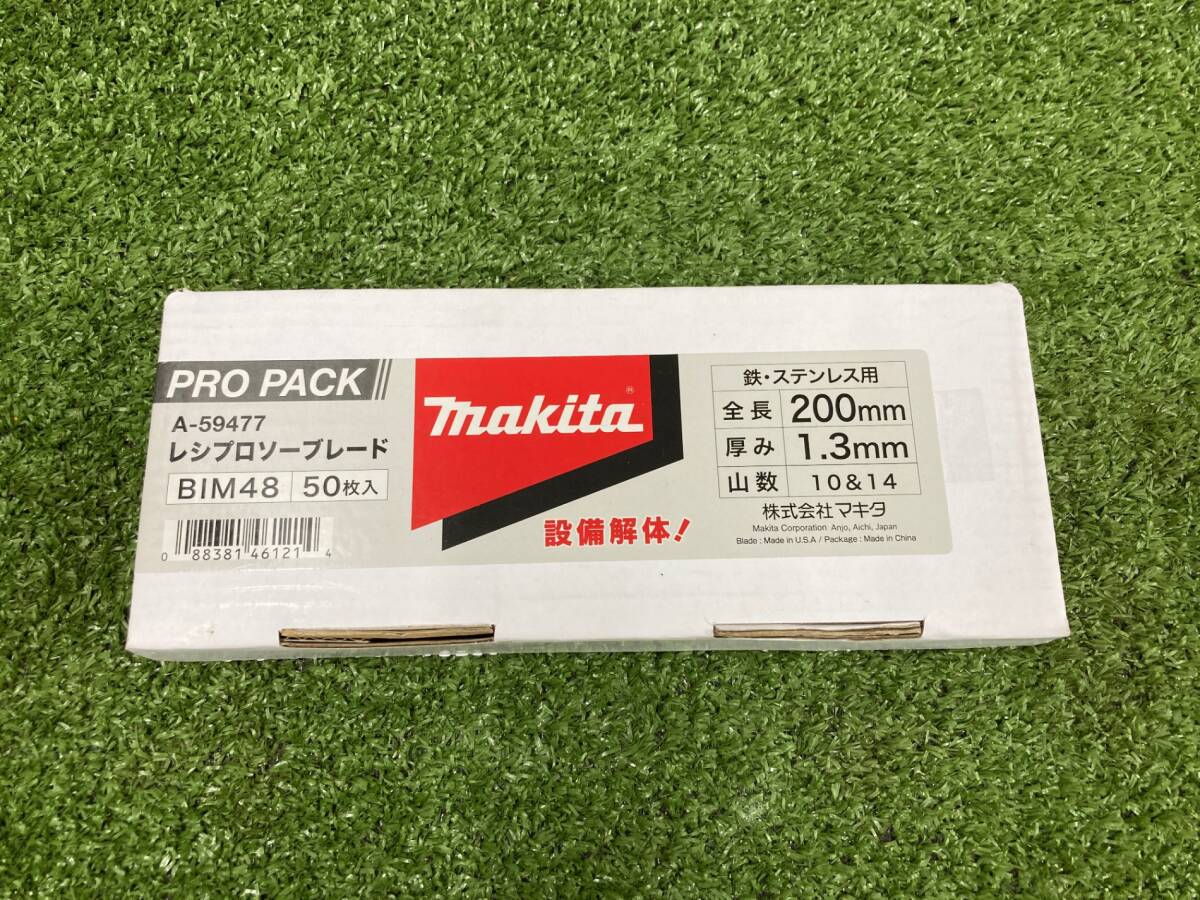 PRO PACK
A-59477
レシプロソーブレード
BIM48 50枚入
0 88381 46121 4
makita®
設備解体!
鉄・ステンレス用
全長 200mm
厚み 1.3mm
山数 10&14
株式会社マキタ
Makita Corporation Anjo, Aichi, Japan
Blade : Made in U.S.A / Package : Made in China